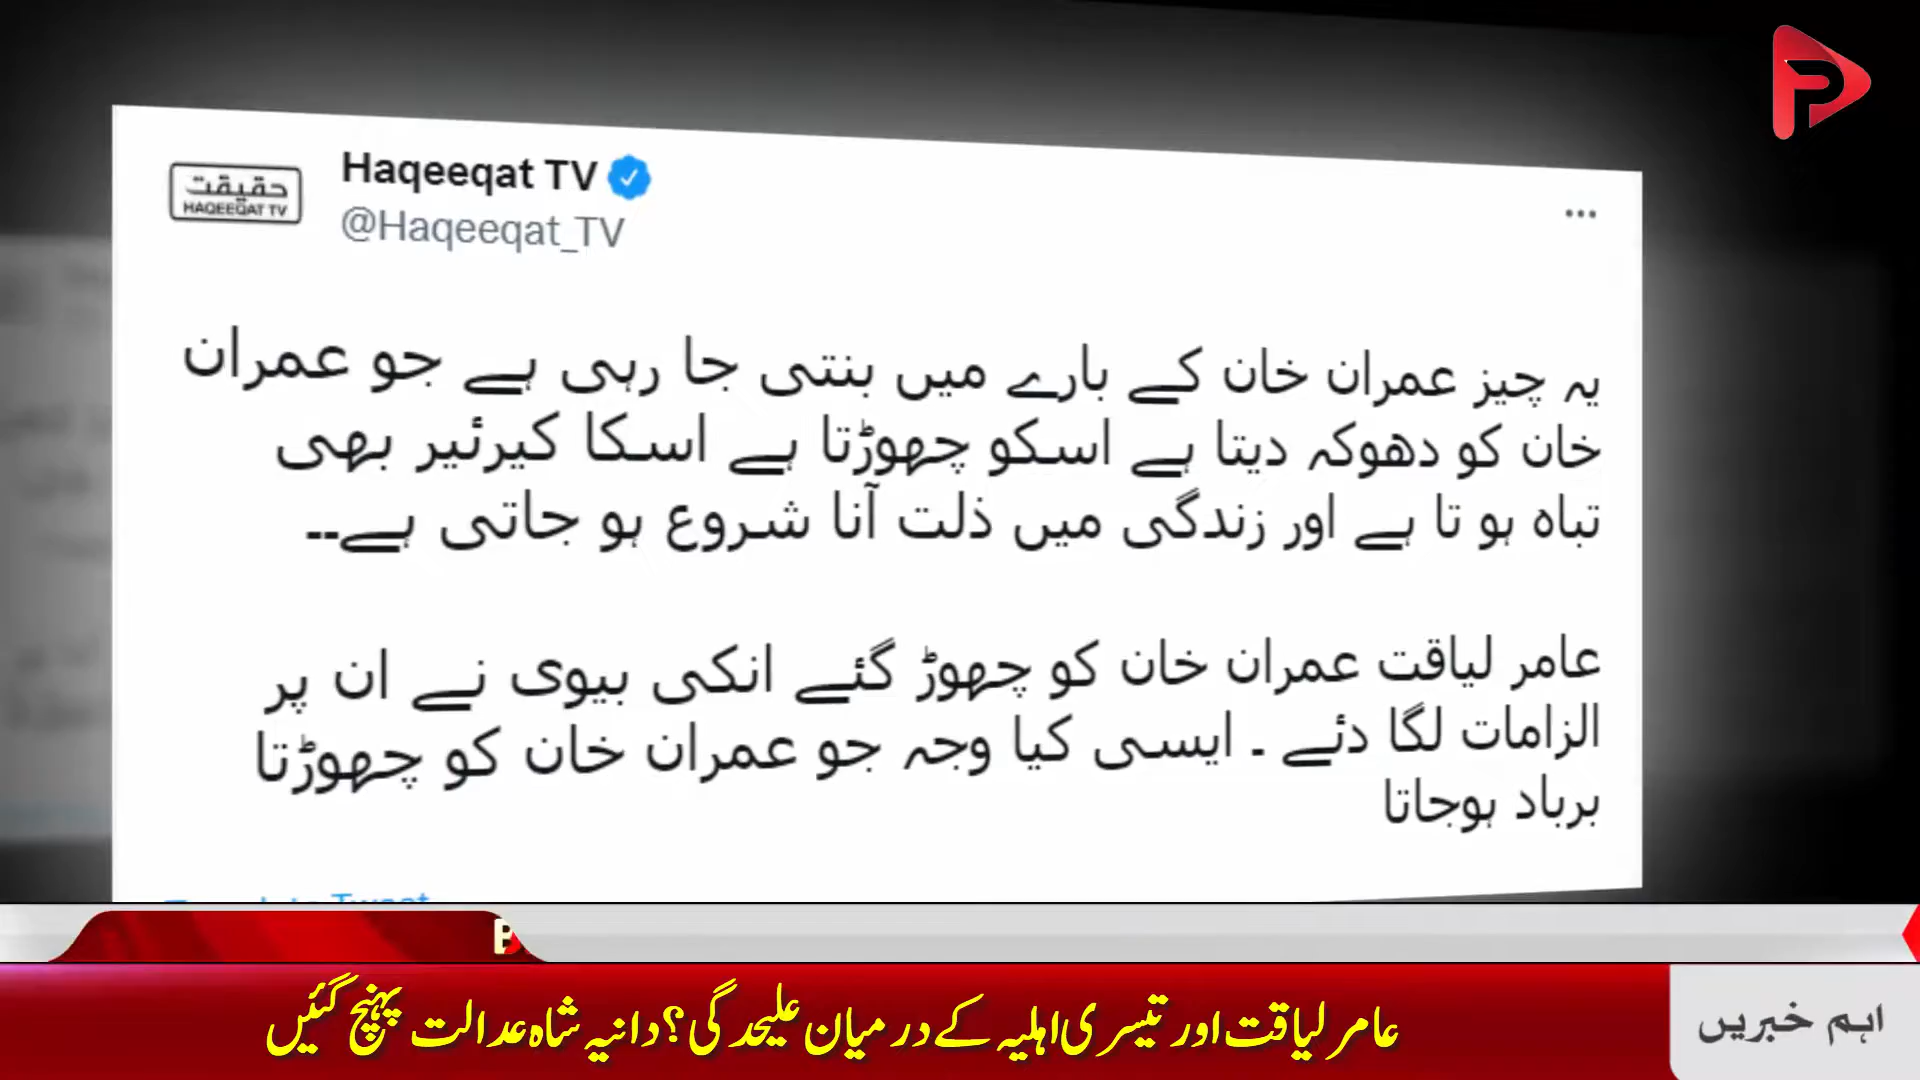 حقیقت
HAQEEQAT TV
Haqeeqat TV
@Haqeeqat_TV
یہ چیز عمران خان کے بارے میں بنتی جا رہی ہے جو عمران
خان کو دھوکہ دیتا ہے اسکو چھوڑتا ہے اسکا کیرئیر بھی
تباہ ہو تا ہے اور زندگی میں ذلت آنا شروع ہو جاتی ہے۔۔
عامر لیاقت عمران خان کو چھوڑ گئے انکی بیوی نے ان پر
الزامات لگا دئے ۔ ایسی کیا وجہ جو عمران خان کو چھوڑتا
برباد ہوجاتا
Tweet
B
عامر لیاقت اور تیسری اہلیہ کے درمیان علیحدگی؟ دانیہ شاہ عدالت پہنچ گئیں
اہم خبریں